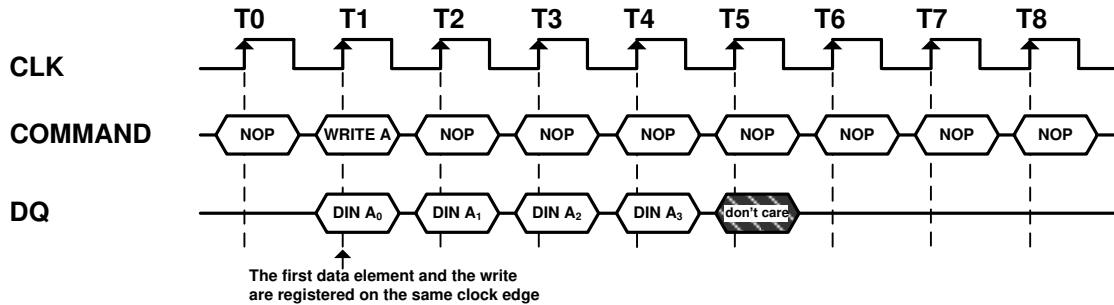 T0 T1 T2 T3 T4 T5 T6 T7 T8
CLK
COMMAND NOP WRITE A NOP NOP NOP NOP NOP NOP NOP
DQ DIN A₀ DIN A₁ DIN A₂ DIN A₃ don't care
The first data element and the write
are registered on the same clock edge